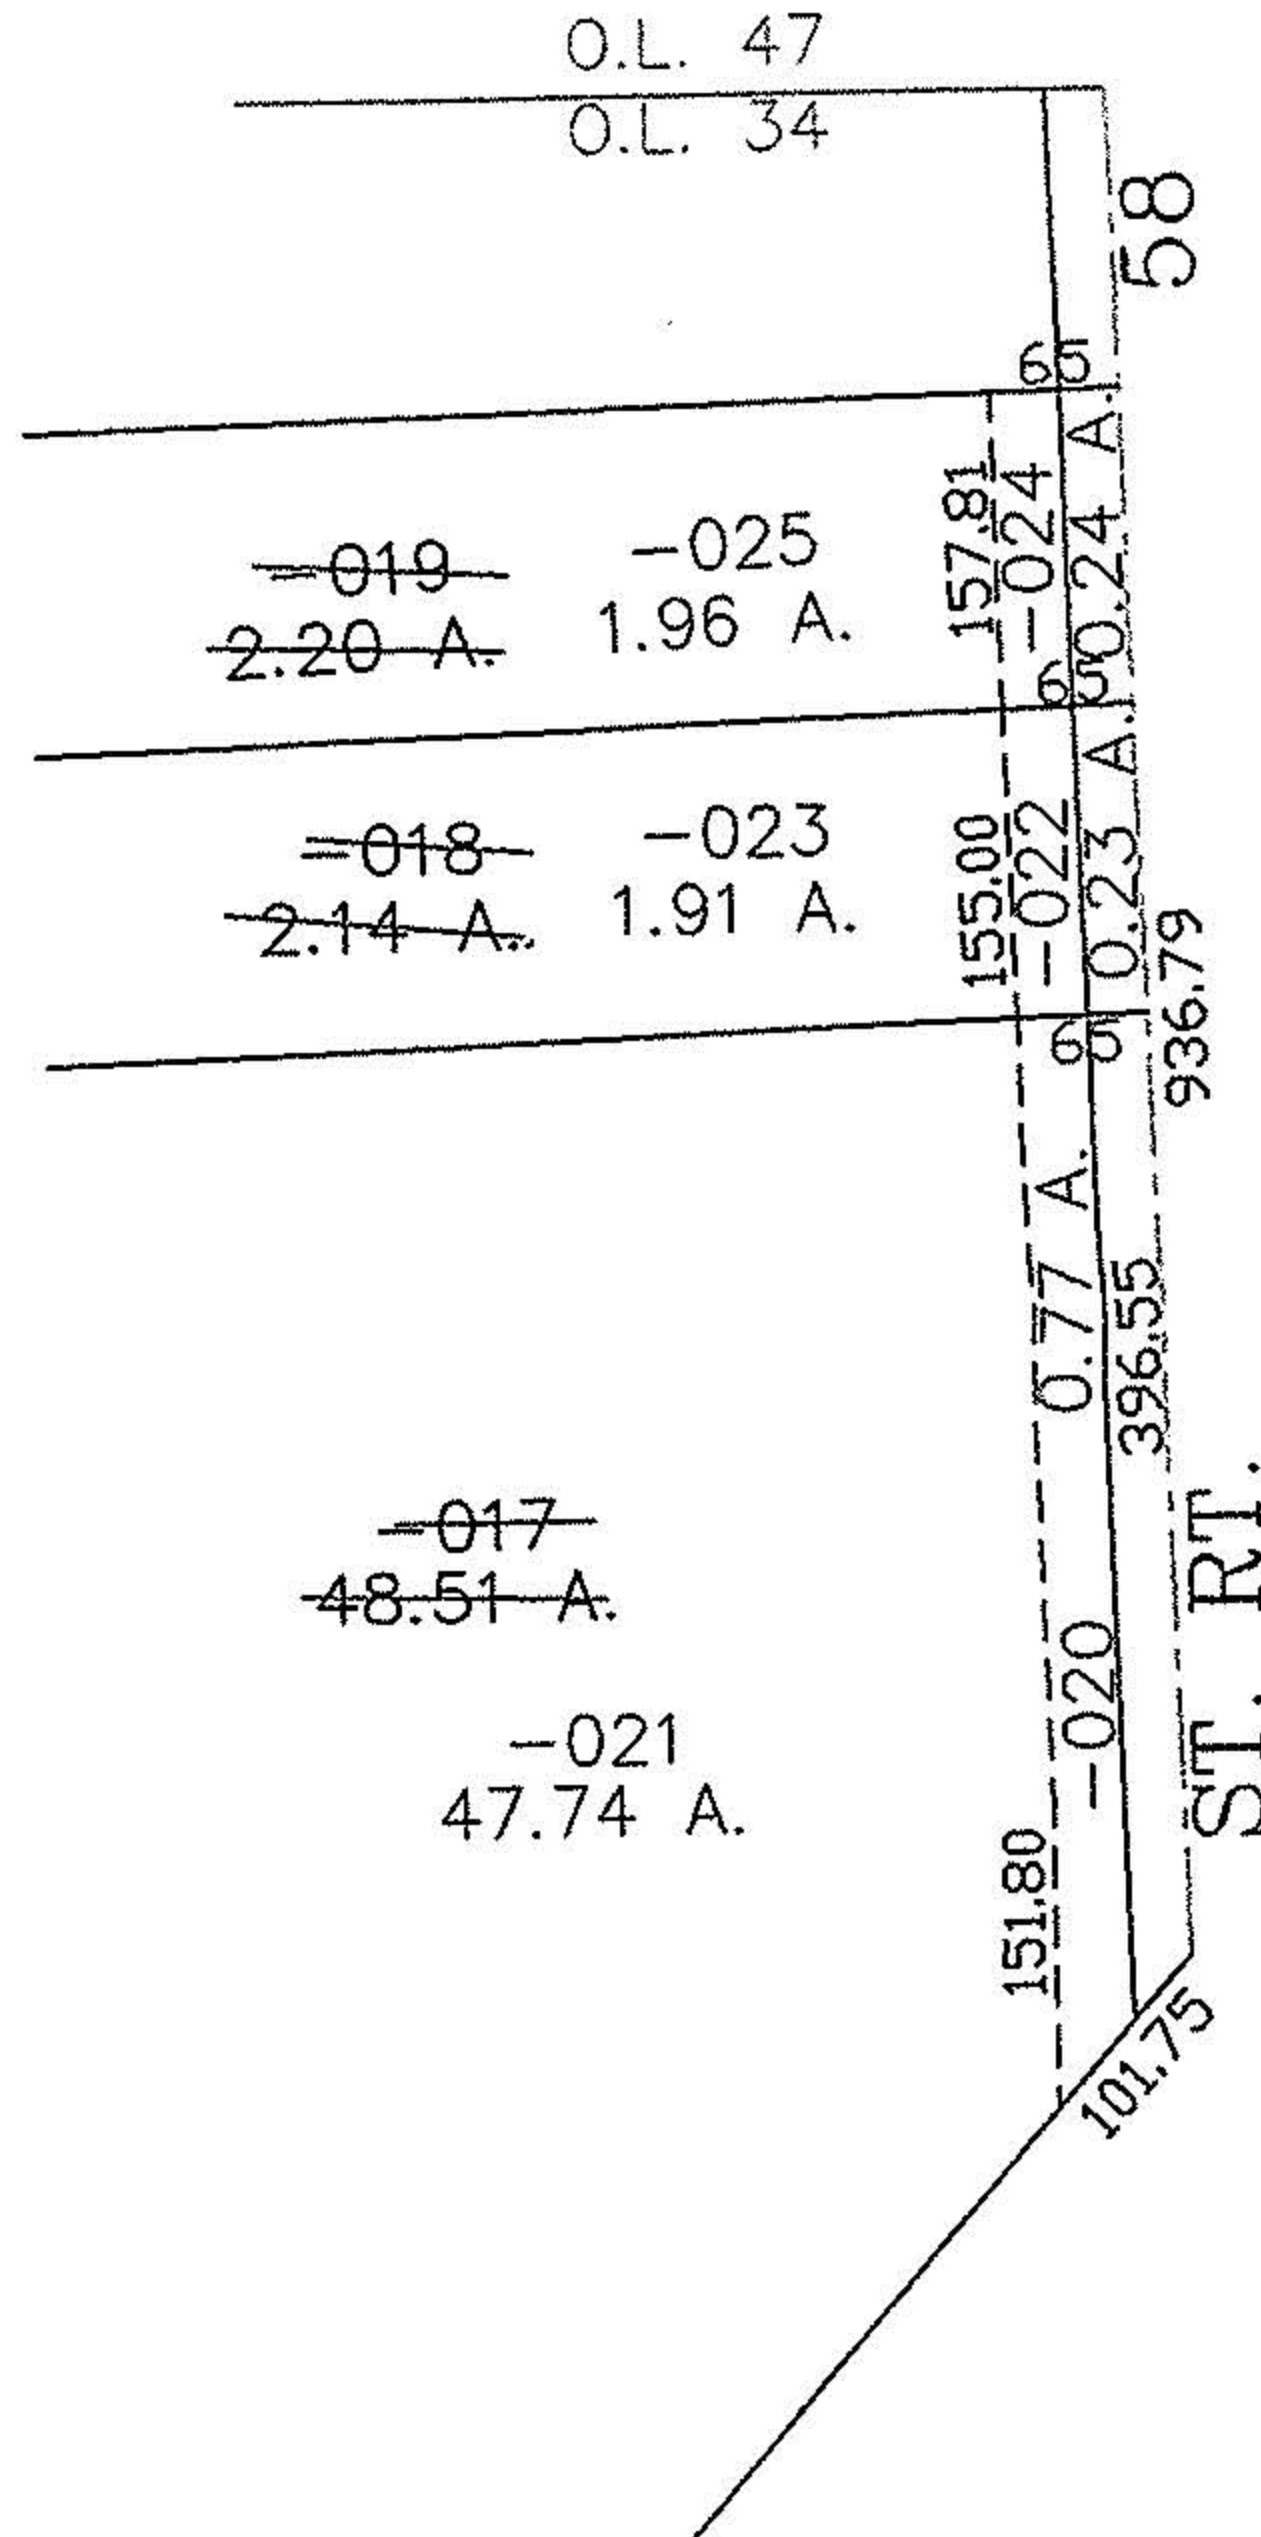 O.L. 47
O.L. 34
58
65
-019
2.20 A.
-025
1.96 A.
157.81
-024
0.24 A.
65
-018
2.14 A.
-023
1.91 A.
155.00
-022
0.23 A.
65
936.79
0.77 A.
396.55
-017
48.51 A.
-021
47.74 A.
-020
ST. RT.
151.80
101.75